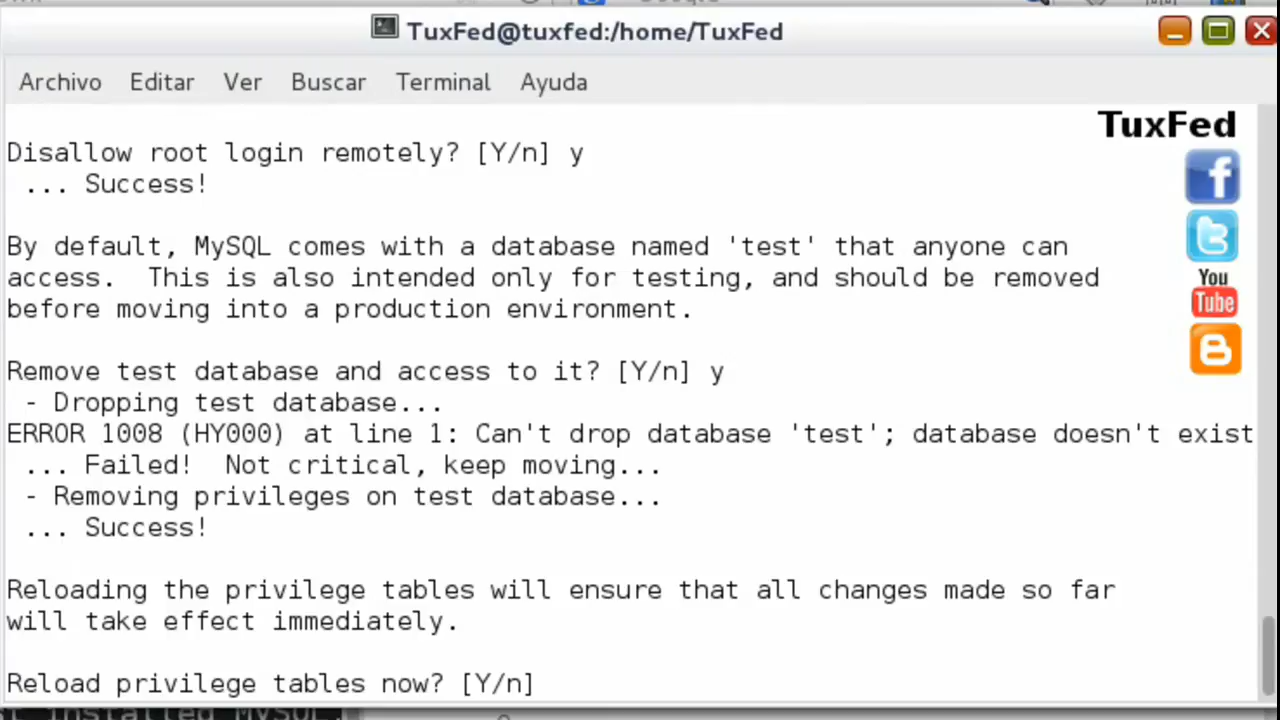 TuxFed@tuxfed:/home/TuxFed
Archivo Editar Ver Buscar Terminal Ayuda
TuxFed
Disallow root login remotely? [Y/n] y
... Success!
By default, MySQL comes with a database named 'test' that anyone can
access.  This is also intended only for testing, and should be removed
before moving into a production environment.
You
Tube
Remove test database and access to it? [Y/n] y
- Dropping test database...
ERROR 1008 (HY000) at line 1: Can't drop database 'test'; database doesn't exist
... Failed!  Not critical, keep moving...
- Removing privileges on test database...
... Success!
Reloading the privilege tables will ensure that all changes made so far
will take effect immediately.
Reload privilege tables now? [Y/n]
installed MySQL